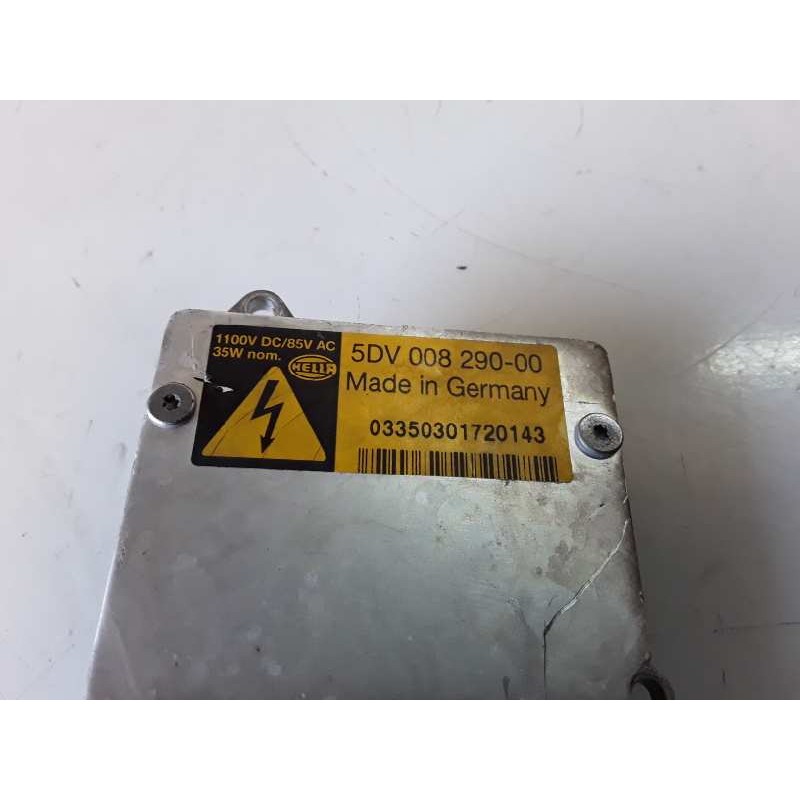 1100V DC/85V AC
35W nom.
HELLA
5DV 008 290-00
Made in Germany
03350301720143